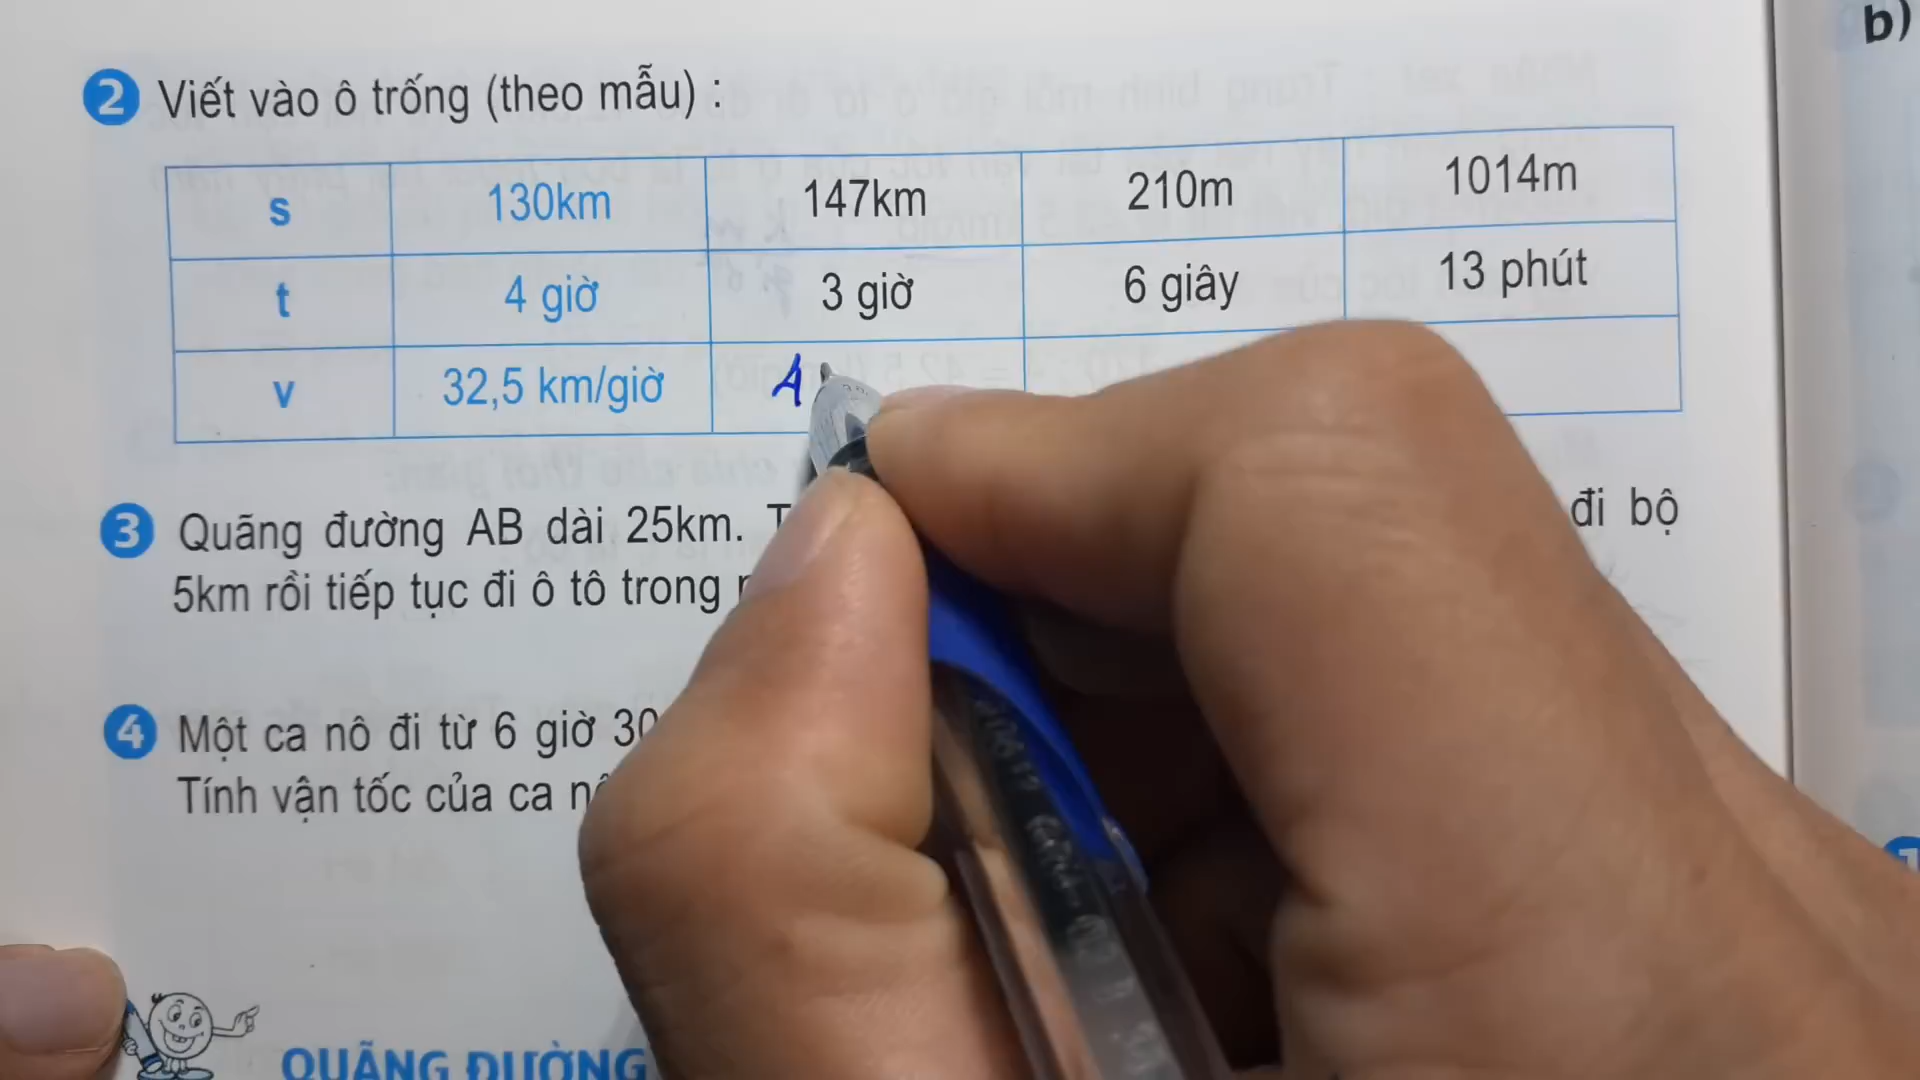 b)
2 Viết vào ô trống (theo mẫu) :
s 130km 147km 210m 1014m
t 4 giờ 3 giờ 6 giây 13 phút
v 32,5 km/giờ 4
3 Quãng đường AB dài 25km. đi bộ
5km rồi tiếp tục đi ô tô trong
4 Một ca nô đi từ 6 giờ 30
Tính vận tốc của ca
QUÃNG ĐƯỜNG